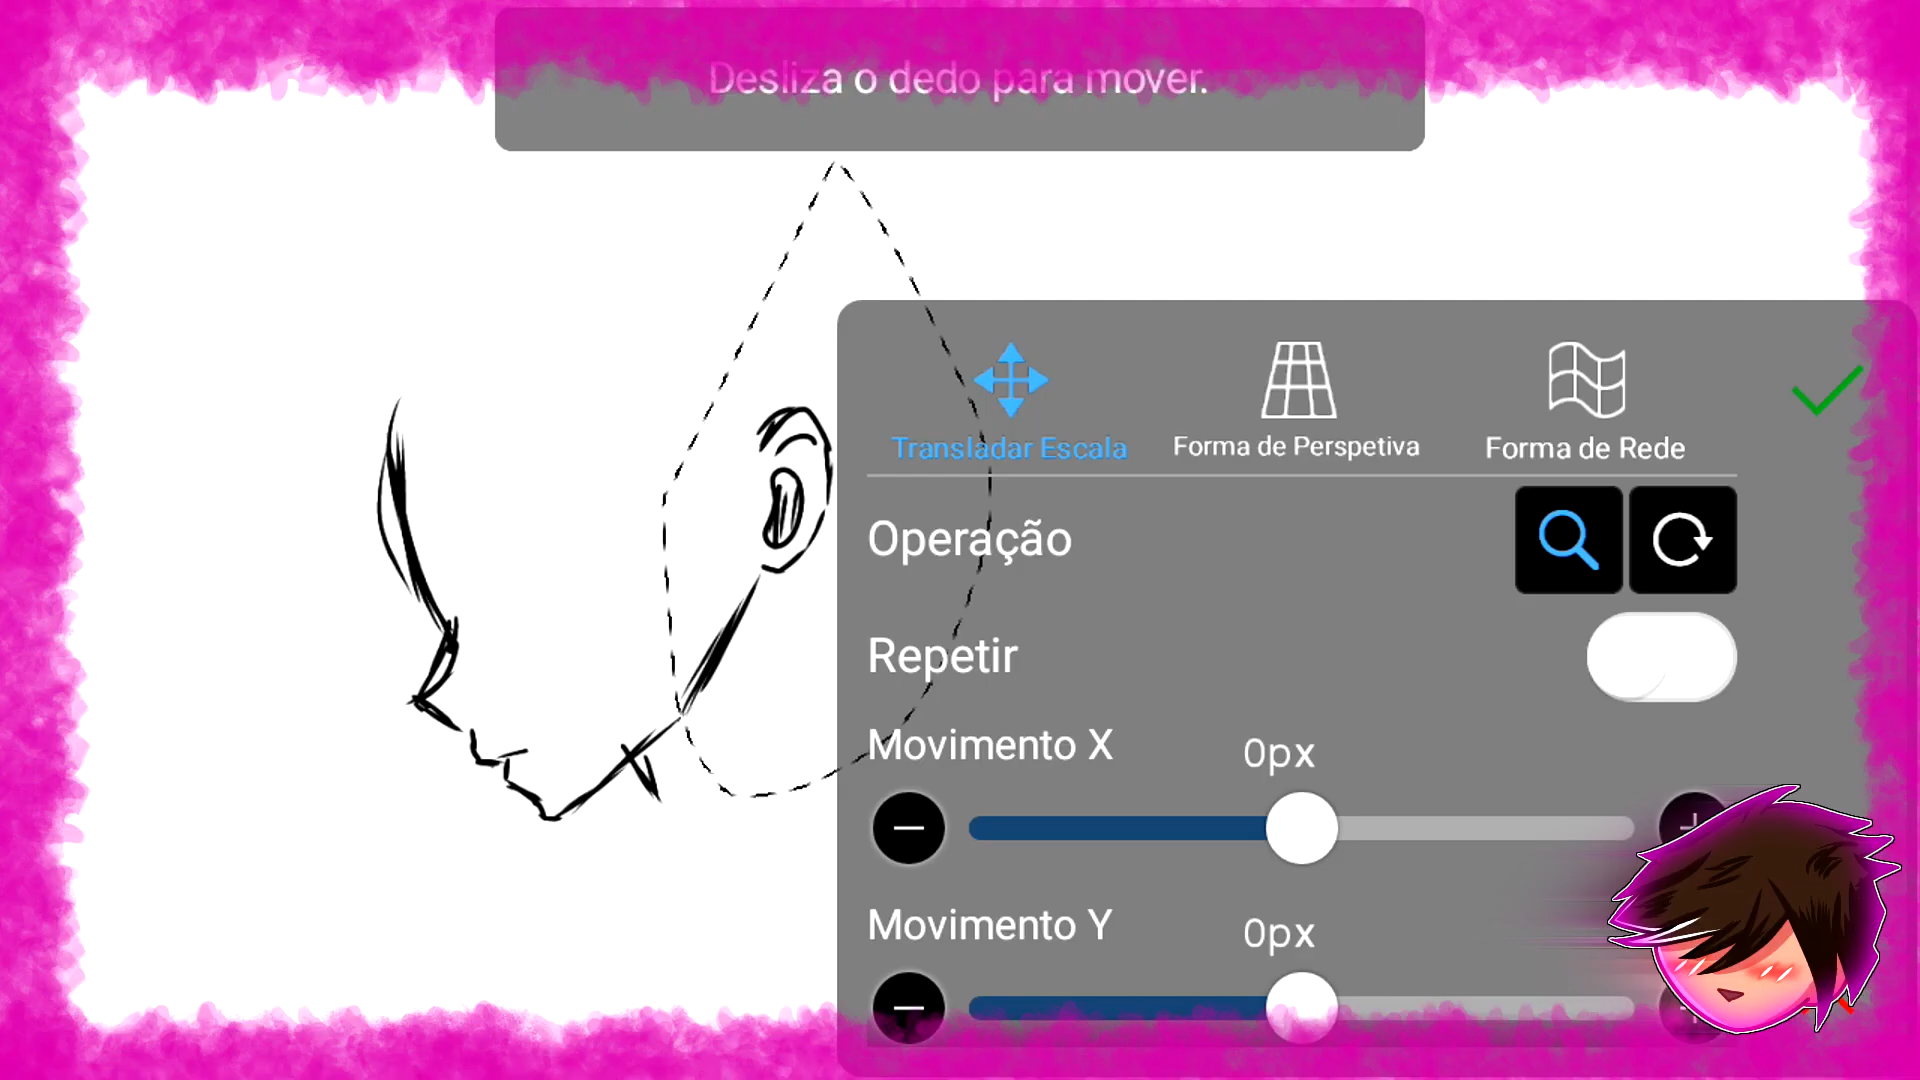 Desliza o dedo para mover.
Transladar Escala
Forma de Perspetiva
Forma de Rede
Operação
Repetir
Movimento X 0px
Movimento Y 0px